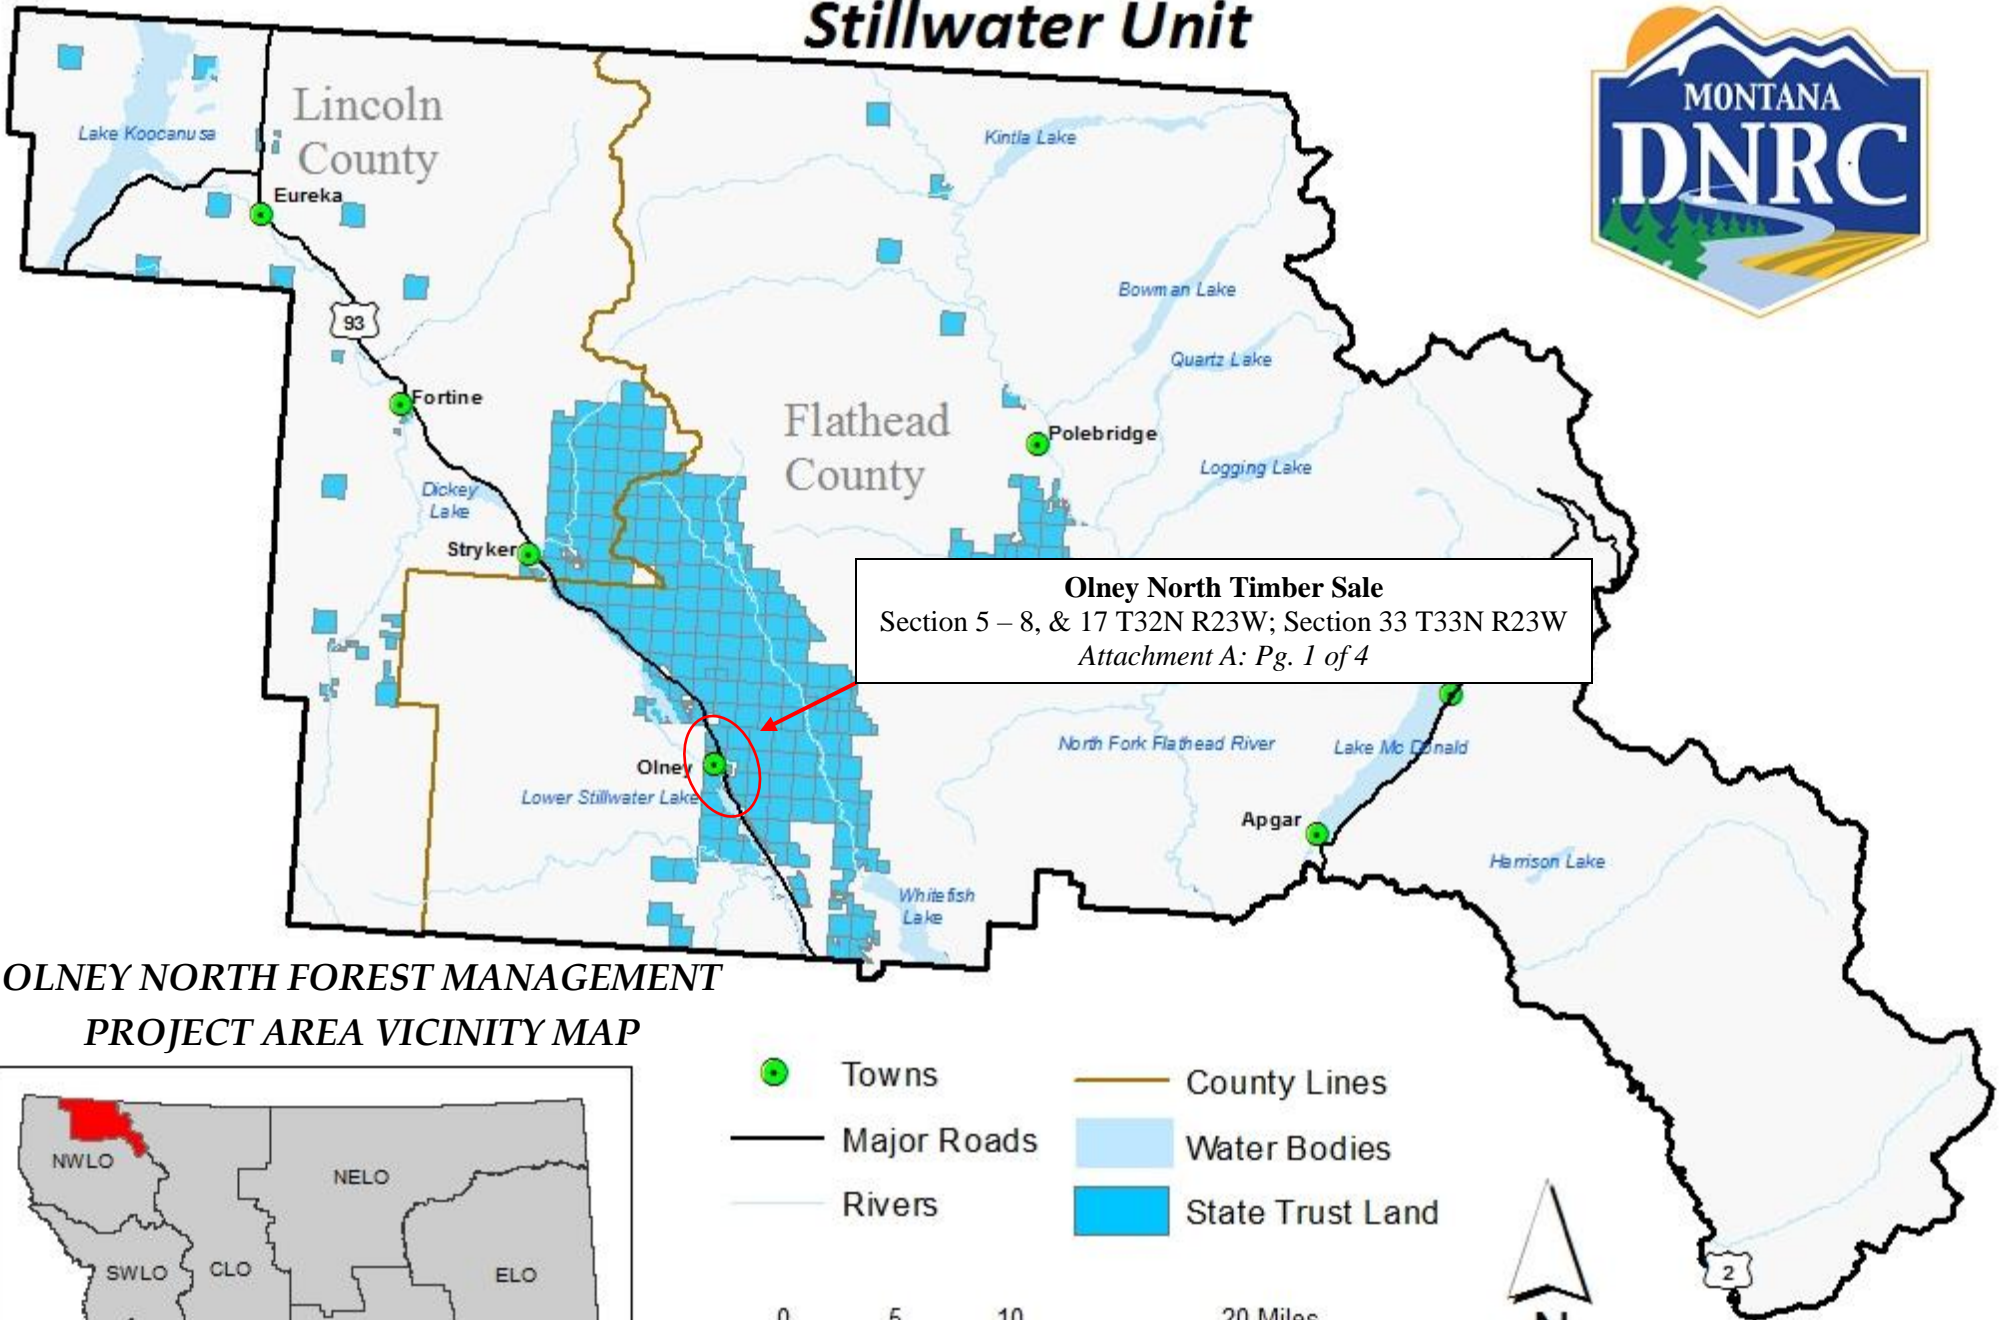 Stillwater Unit
MONTANA
DNRC
Lincoln
County
Lake Koocanusa
Kintla Lake
Eureka
Bowman Lake
93
Quartz Lake
Fortine
Flathead
County
Polebridge
Logging Lake
Dickey
Lake
Stryker
Olney North Timber Sale
Section 5 – 8, & 17 T32N R23W; Section 33 T33N R23W
Attachment A: Pg. 1 of 4
North Fork Flathead River
Lake Mc Donald
Olney
Lower Stillwater Lake
Apgar
Harrison Lake
Whitefish
Lake
OLNEY NORTH FOREST MANAGEMENT
PROJECT AREA VICINITY MAP
Towns
County Lines
Major Roads
Water Bodies
Rivers
State Trust Land
NWLO
NELO
SWLO
CLO
ELO
2
0 5 10 20 Miles
N